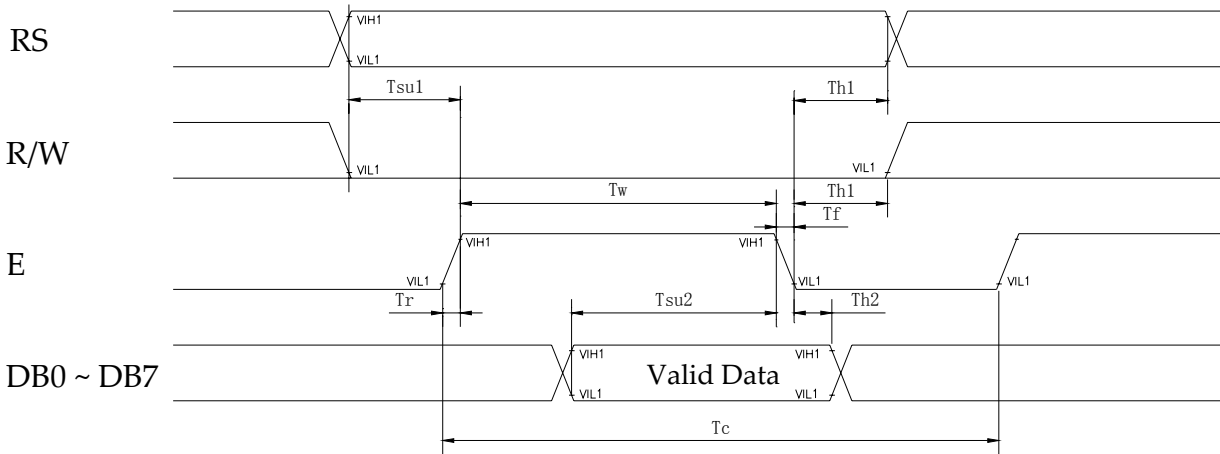 RS
VIH1
VIL1
Tsu1
Th1
R/W
VIL1
VIL1
Tw
Th1
Tf
E
VIH1
VIH1
VIL1
VIL1
VIL1
Tr
Tsu2
Th2
DB0 ~ DB7
VIH1
VIH1
Valid Data
VIL1
VIL1
Tc